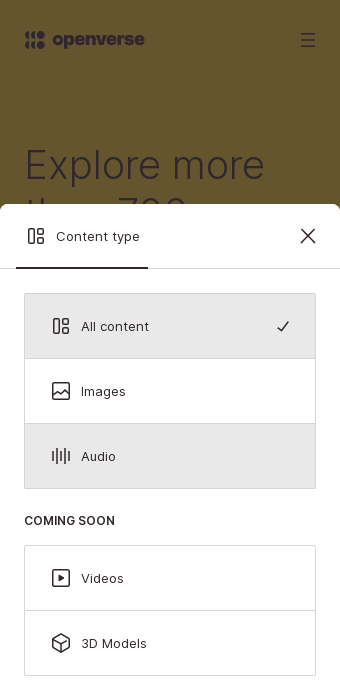 openverse
Explore more
Content type
All content
Images
Audio
COMING SOON
Videos
3D Models